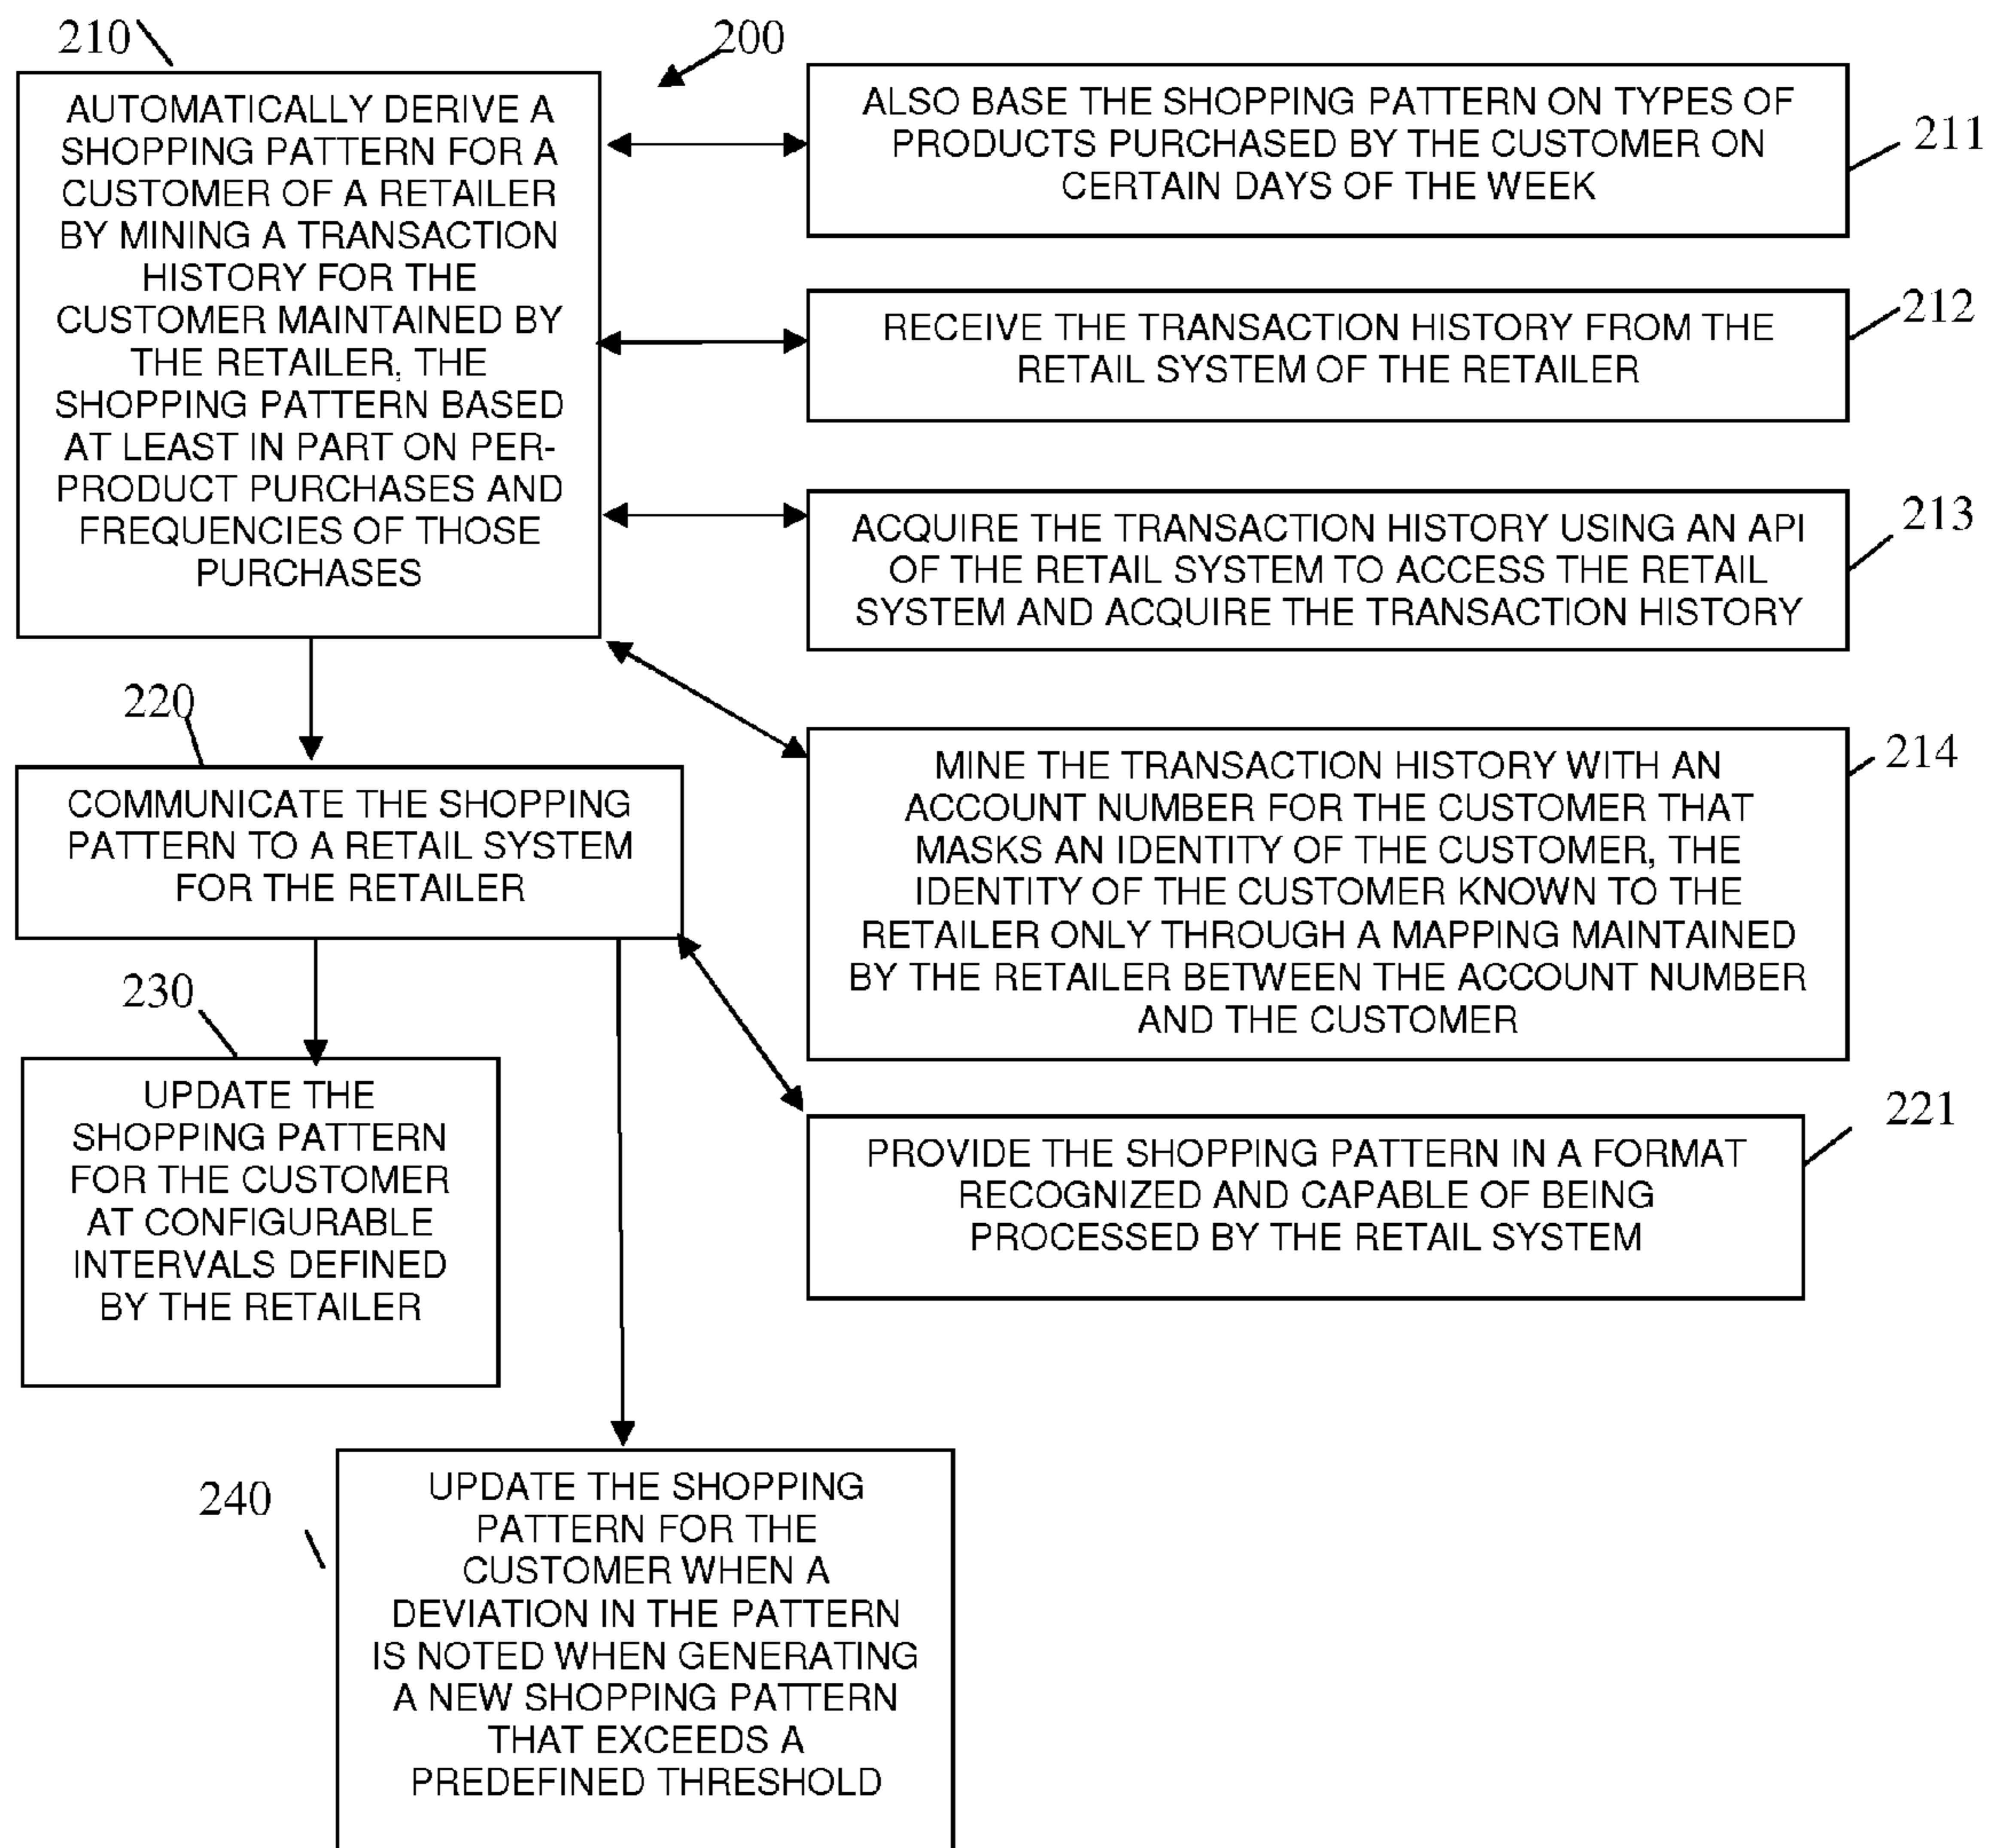 210
200
AUTOMATICALLY DERIVE A
SHOPPING PATTERN FOR A
CUSTOMER OF A RETAILER
BY MINING A TRANSACTION
HISTORY FOR THE
CUSTOMER MAINTAINED BY
THE RETAILER, THE
SHOPPING PATTERN BASED
AT LEAST IN PART ON PER-
PRODUCT PURCHASES AND
FREQUENCIES OF THOSE
PURCHASES
ALSO BASE THE SHOPPING PATTERN ON TYPES OF
PRODUCTS PURCHASED BY THE CUSTOMER ON
CERTAIN DAYS OF THE WEEK
211
RECEIVE THE TRANSACTION HISTORY FROM THE
RETAIL SYSTEM OF THE RETAILER
212
ACQUIRE THE TRANSACTION HISTORY USING AN API
OF THE RETAIL SYSTEM TO ACCESS THE RETAIL
SYSTEM AND ACQUIRE THE TRANSACTION HISTORY
213
220
COMMUNICATE THE SHOPPING
PATTERN TO A RETAIL SYSTEM
FOR THE RETAILER
MINE THE TRANSACTION HISTORY WITH AN
ACCOUNT NUMBER FOR THE CUSTOMER THAT
MASKS AN IDENTITY OF THE CUSTOMER, THE
IDENTITY OF THE CUSTOMER KNOWN TO THE
RETAILER ONLY THROUGH A MAPPING MAINTAINED
BY THE RETAILER BETWEEN THE ACCOUNT NUMBER
AND THE CUSTOMER
214
230
UPDATE THE
SHOPPING PATTERN
FOR THE CUSTOMER
AT CONFIGURABLE
INTERVALS DEFINED
BY THE RETAILER
PROVIDE THE SHOPPING PATTERN IN A FORMAT
RECOGNIZED AND CAPABLE OF BEING
PROCESSED BY THE RETAIL SYSTEM
221
240
UPDATE THE SHOPPING
PATTERN FOR THE
CUSTOMER WHEN A
DEVIATION IN THE PATTERN
IS NOTED WHEN GENERATING
A NEW SHOPPING PATTERN
THAT EXCEEDS A
PREDEFINED THRESHOLD